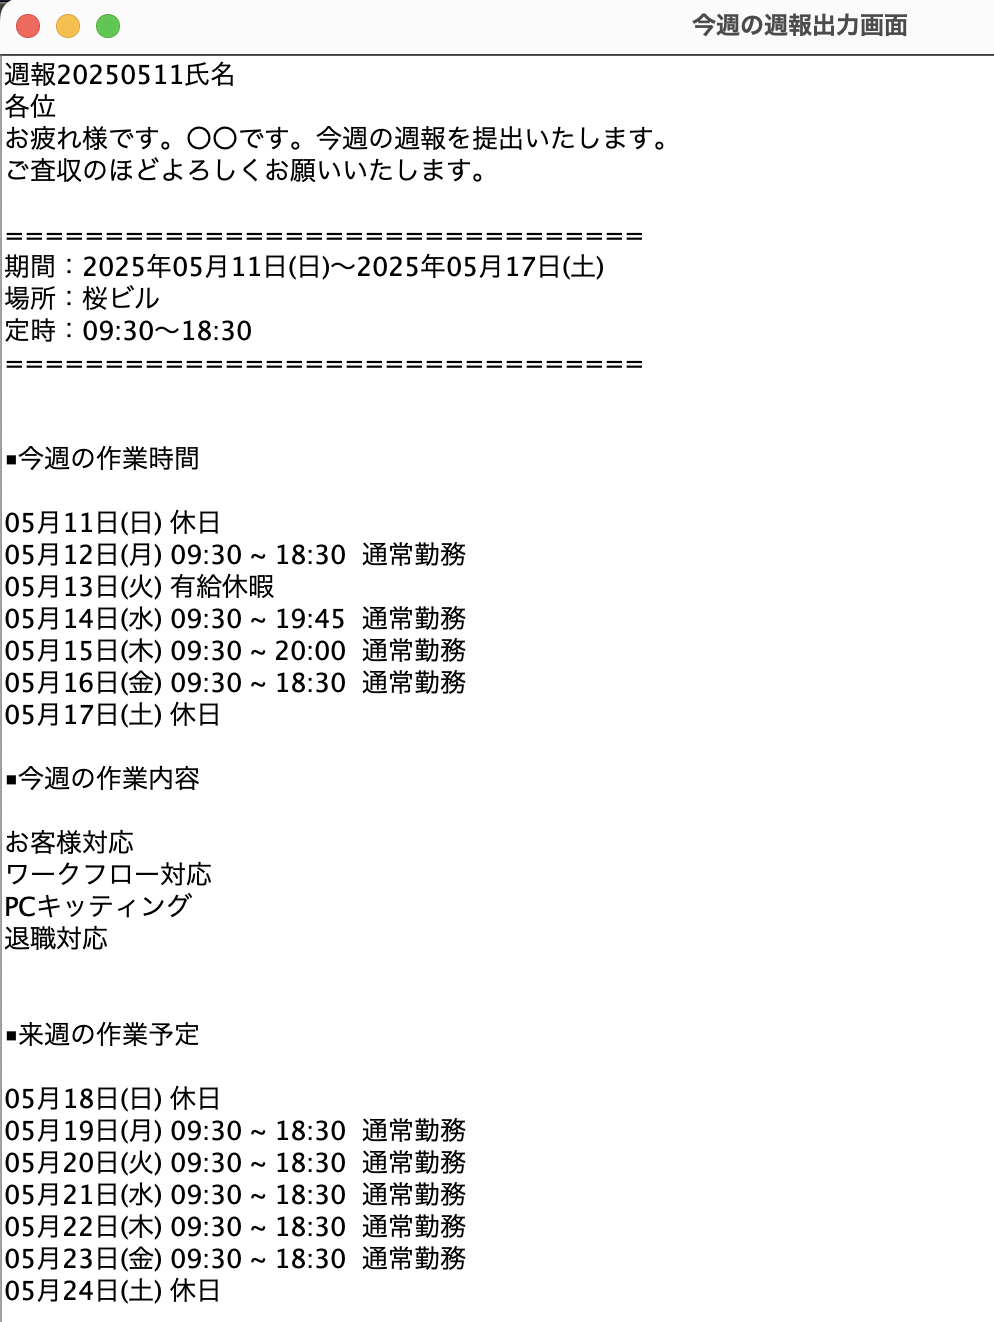 今週の週報出力画面
週報20250511氏名
各位
お疲れ様です。〇〇です。今週の週報を提出いたします。
ご査収のほどよろしくお願いいたします。
================================
期間：2025年05月11日(日)～2025年05月17日(土)
場所：桜ビル
定時：09:30～18:30
================================
▪今週の作業時間
05月11日(日) 休日
05月12日(月) 09:30 ~ 18:30  通常勤務
05月13日(火) 有給休暇
05月14日(水) 09:30 ~ 19:45  通常勤務
05月15日(木) 09:30 ~ 20:00  通常勤務
05月16日(金) 09:30 ~ 18:30  通常勤務
05月17日(土) 休日
▪今週の作業内容
お客様対応
ワークフロー対応
PCキッティング
退職対応
▪来週の作業予定
05月18日(日) 休日
05月19日(月) 09:30 ~ 18:30  通常勤務
05月20日(火) 09:30 ~ 18:30  通常勤務
05月21日(水) 09:30 ~ 18:30  通常勤務
05月22日(木) 09:30 ~ 18:30  通常勤務
05月23日(金) 09:30 ~ 18:30  通常勤務
05月24日(土) 休日